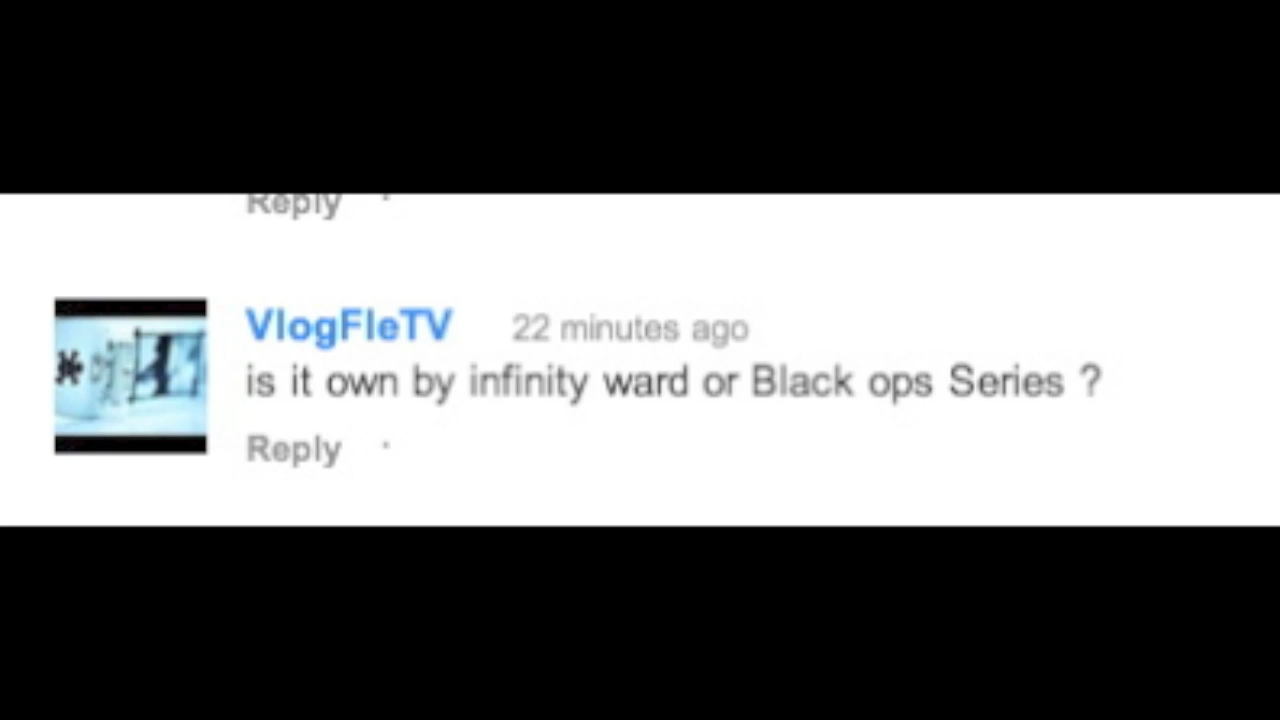 Reply ·
VlogFleTV 22 minutes ago
is it own by infinity ward or Black ops Series ?
Reply ·